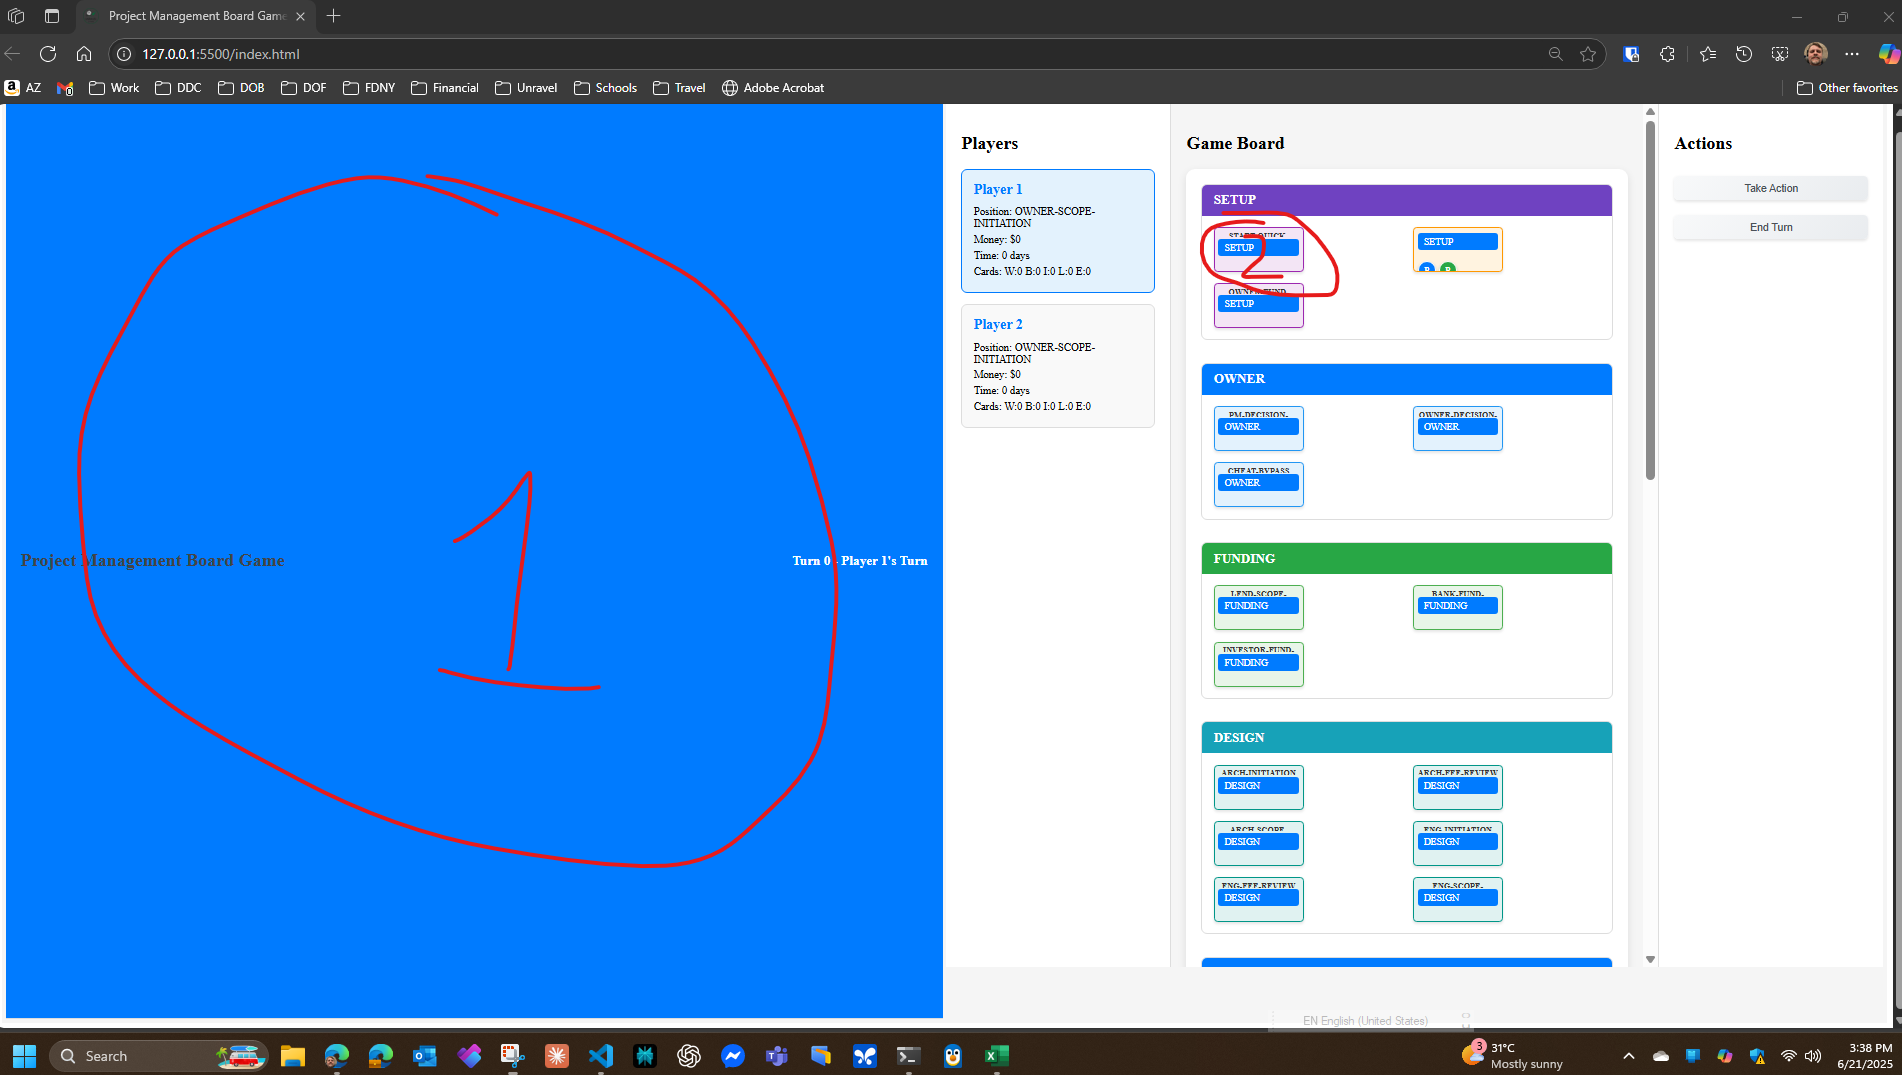 Project Management Board Game
127.0.0.1:5500/index.html
AZ
Work
DDC
DOB
DOF
FDNY
Financial
Unravel
Schools
Travel
Adobe Acrobat
Other favorites
Project Management Board Game
Turn 0 - Player 1's Turn
1
Players
Player 1
Position: OWNER-SCOPE-
INITIATION
Money: $0
Time: 0 days
Cards: W:0 B:0 I:0 L:0 E:0
Player 2
Position: OWNER-SCOPE-
INITIATION
Money: $0
Time: 0 days
Cards: W:0 B:0 I:0 L:0 E:0
Game Board
SETUP
START-QUICK
SETUP
2
SETUP
OWNER-FUND-
SETUP
OWNER
PM-DECISION-
OWNER
OWNER-DECISION-
OWNER
CHEAT-BYPASS
OWNER
FUNDING
LEND-SCOPE-
FUNDING
BANK-FUND-
FUNDING
INVESTOR-FUND-
FUNDING
DESIGN
ARCH-INITIATION
DESIGN
ARCH-FEE-REVIEW
DESIGN
ARCH-SCOPE
DESIGN
ENG-INITIATION
DESIGN
ENG-FEE-REVIEW
DESIGN
ENG-SCOPE-
DESIGN
Actions
Take Action
End Turn
EN English (United States)
Search
3
31°C
Mostly sunny
3:38 PM
6/21/2025